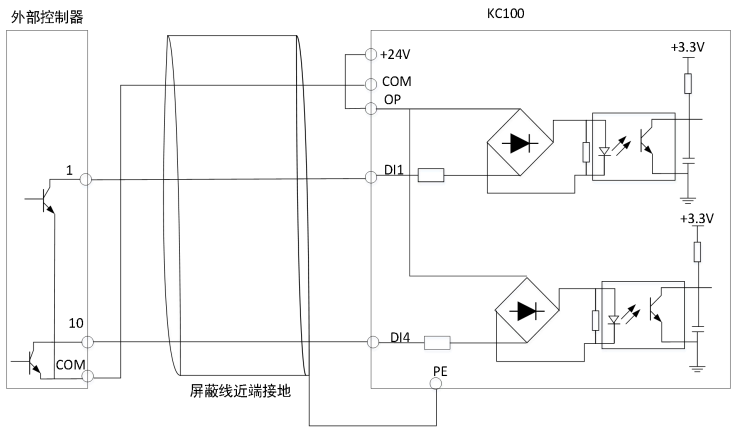 外部控制器
KC100
+24V
COM
OP
+3.3V
1
DI1
+3.3V
10
DI4
COM
PE
屏蔽线近端接地